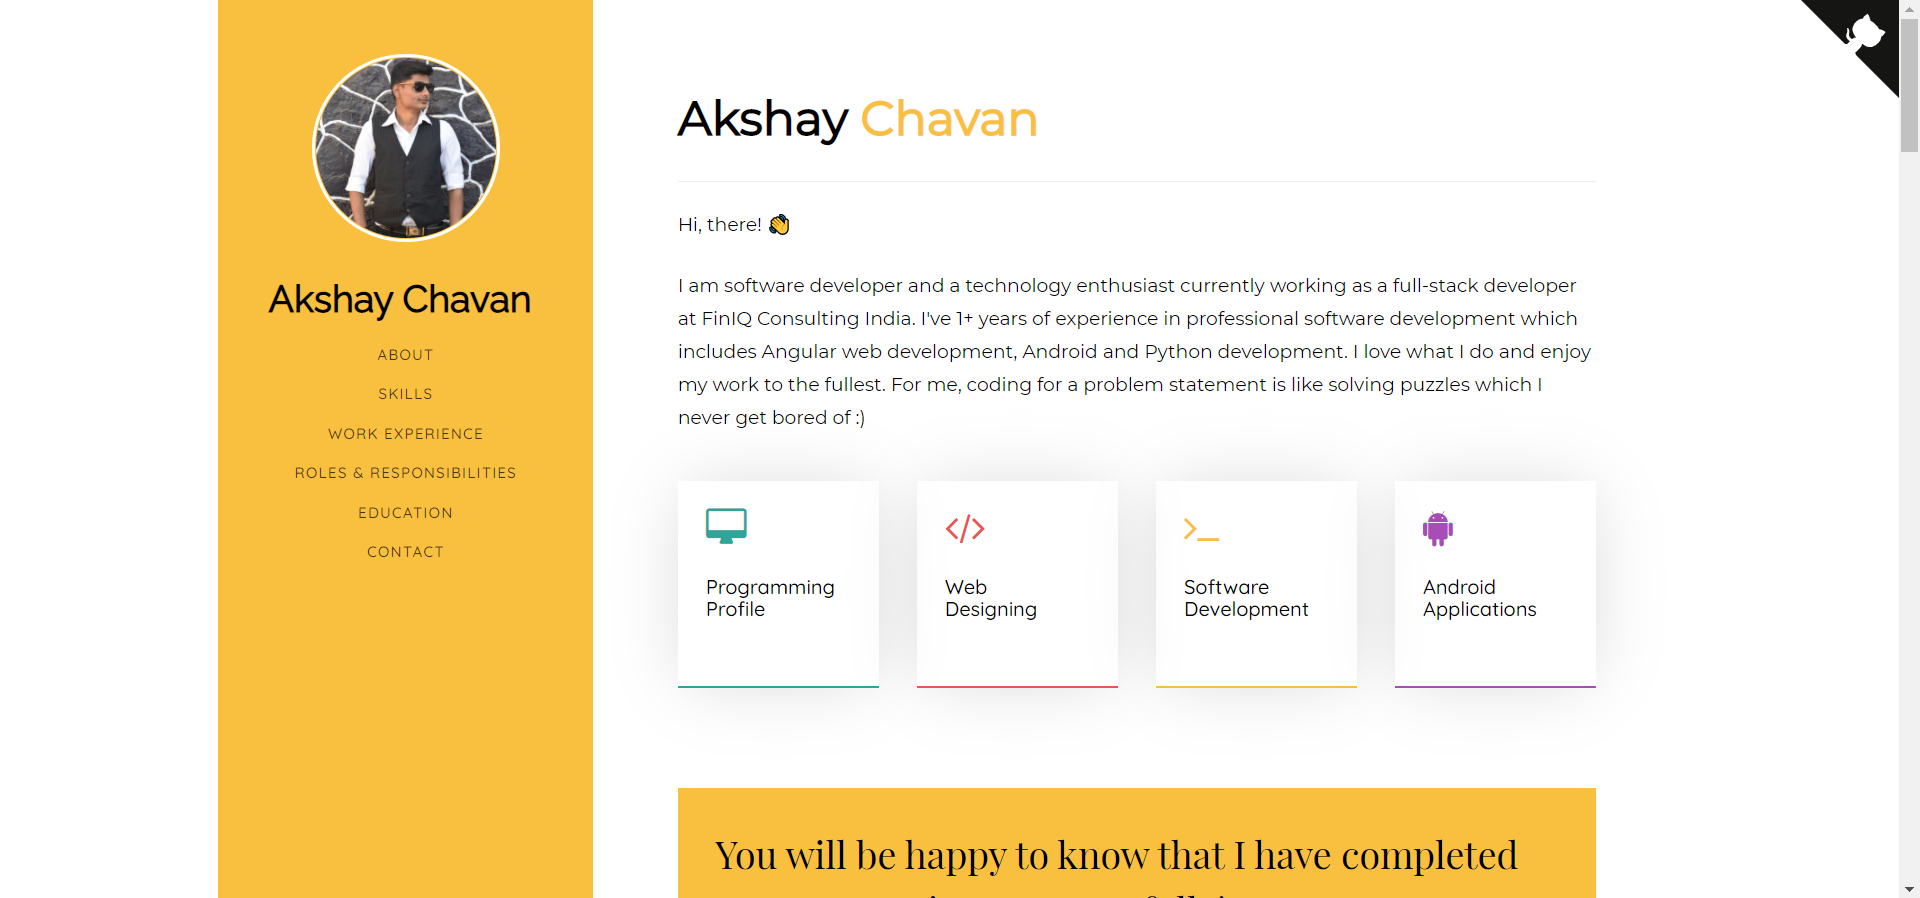 Akshay Chavan
ABOUT
SKILLS
WORK EXPERIENCE
ROLES & RESPONSIBILITIES
EDUCATION
CONTACT
Akshay Chavan
Hi, there! 👏
I am software developer and a technology enthusiast currently working as a full-stack developer
at FinIQ Consulting India. I've 1+ years of experience in professional software development which
includes Angular web development, Android and Python development. I love what I do and enjoy
my work to the fullest. For me, coding for a problem statement is like solving puzzles which I
never get bored of :)
Programming
Profile
Web
Designing
Software
Development
Android
Applications
You will be happy to know that I have completed